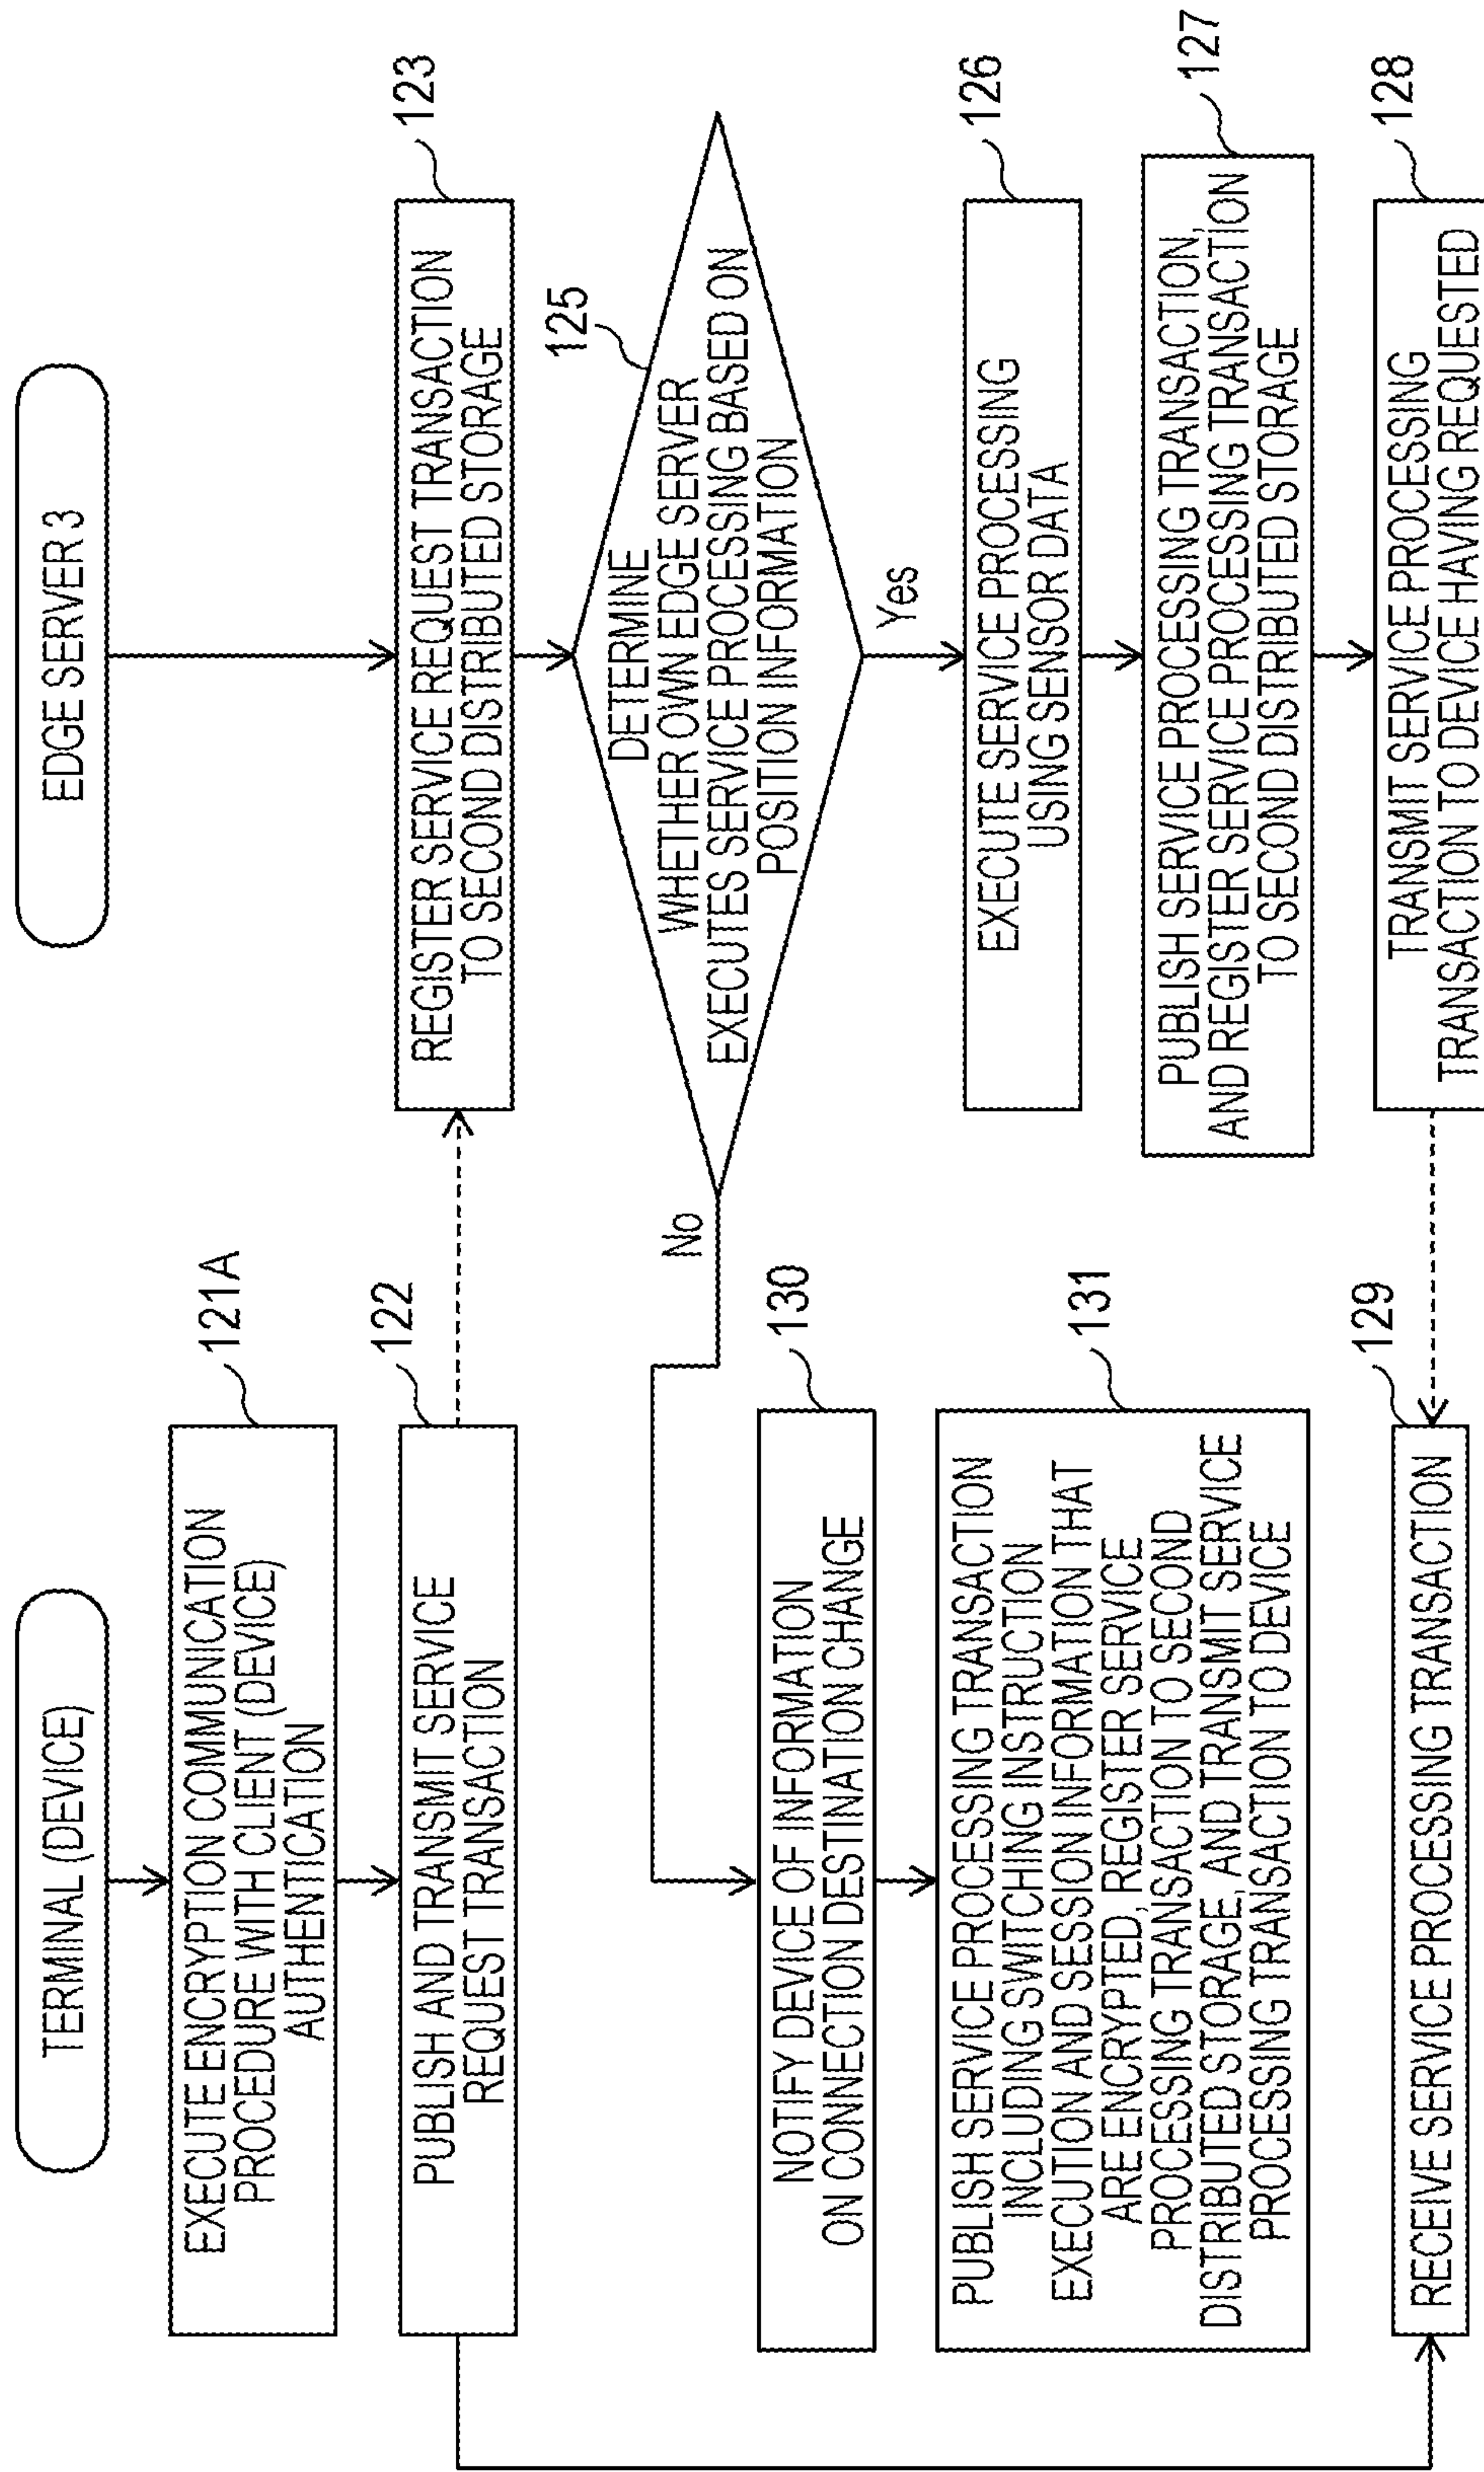 TERMINAL (DEVICE)
121A
EXECUTE ENCRYPTION COMMUNICATION
PROCEDURE WITH CLIENT (DEVICE)
AUTHENTICATION
122
PUBLISH AND TRANSMIT SERVICE
REQUEST TRANSACTION
EDGE SERVER 3
123
REGISTER SERVICE REQUEST TRANSACTION
TO SECOND DISTRIBUTED STORAGE
125
DETERMINE
WHETHER OWN EDGE SERVER
EXECUTES SERVICE PROCESSING BASED ON
POSITION INFORMATION
No
Yes
130
NOTIFY DEVICE OF INFORMATION
ON CONNECTION DESTINATION CHANGE
131
PUBLISH SERVICE PROCESSING TRANSACTION
INCLUDING SWITCHING INSTRUCTION
EXECUTION AND SESSION INFORMATION THAT
ARE ENCRYPTED, REGISTER SERVICE
PROCESSING TRANSACTION TO SECOND
DISTRIBUTED STORAGE, AND TRANSMIT SERVICE
PROCESSING TRANSACTION TO DEVICE
126
EXECUTE SERVICE PROCESSING
USING SENSOR DATA
127
PUBLISH SERVICE PROCESSING TRANSACTION,
AND REGISTER SERVICE PROCESSING TRANSACTION
TO SECOND DISTRIBUTED STORAGE
128
TRANSMIT SERVICE PROCESSING
TRANSACTION TO DEVICE HAVING REQUESTED
129
RECEIVE SERVICE PROCESSING TRANSACTION